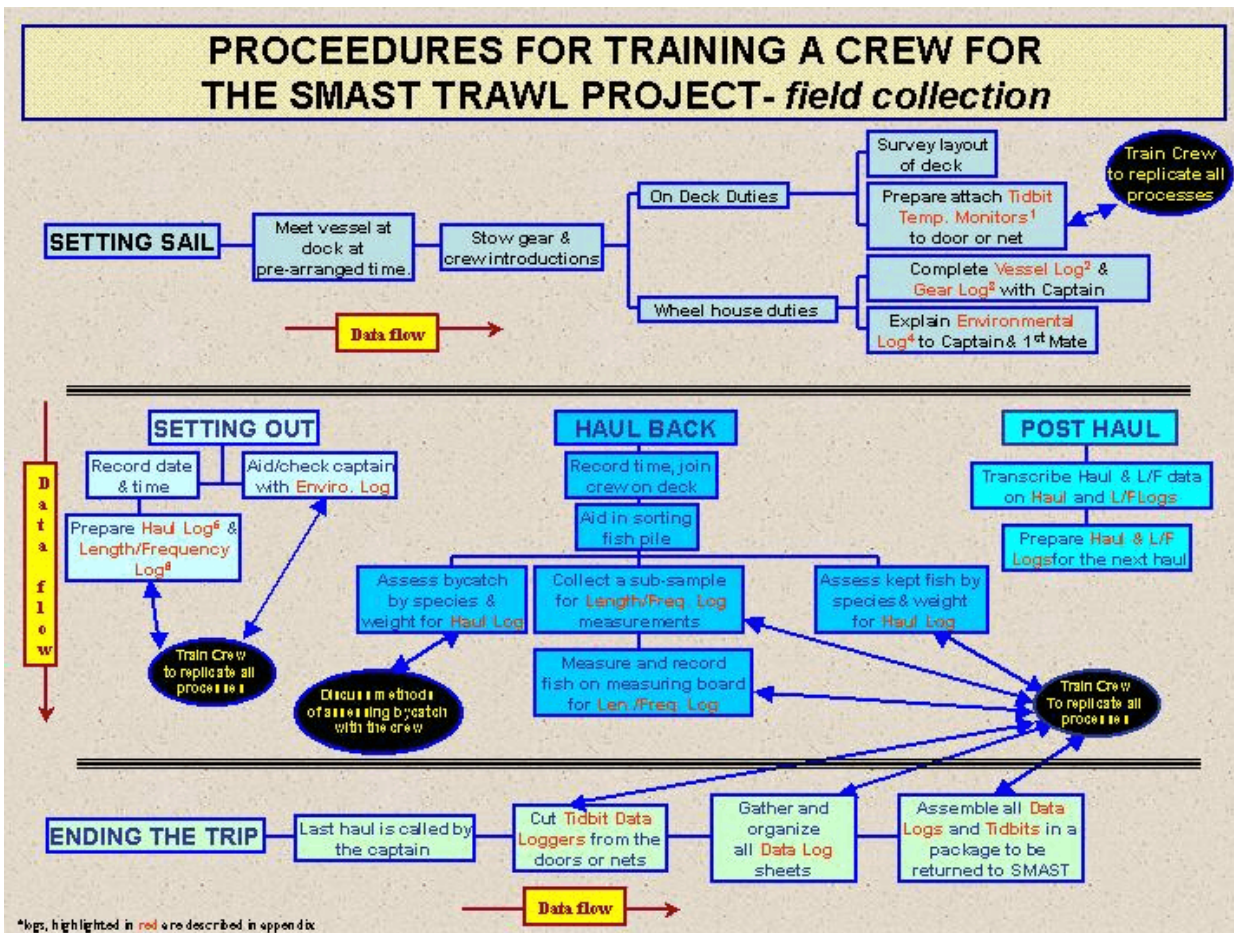 PROCEEDURES FOR TRAINING A CREW FOR
THE SMAST TRAWL PROJECT- field collection
SETTING SAIL
Meet vessel at
dock at
pre-arranged time.
Stow gear &
crew introductions
On Deck Duties
Survey layout
of deck
Prepare attach Tidbit
Temp. Monitors¹
to door or net
Train Crew
to replicate all
processes
Wheel house duties
Complete Vessel Log² &
Gear Log³ with Captain
Explain Environmental
Log⁴ to Captain & 1st Mate
Data flow
Data flow
SETTING OUT
Record date
& time
Aid/check captain
with Enviro. Log
Prepare Haul Log⁵ &
Length/Frequency
Log⁶
Train Crew
to replicate all
processes
HAUL BACK
Record time, join
crew on deck
Aid in sorting
fish pile
Assess bycatch
by species &
weight for Haul Log
Collect a sub-sample
for Length/Freq. Log
measurements
Assess kept fish by
species & weight
for Haul Log
Discuss methods
of assessing bycatch
with the crew
Measure and record
fish on measuring board
for Len./Freq. Log
POST HAUL
Transcribe Haul & L/F data
on Haul and L/FLogs
Prepare Haul & L/F
Logsfor the next haul
Train Crew
To replicate all
processes
ENDING THE TRIP
Last haul is called by
the captain
Cut Tidbit Data
Loggers from the
doors or nets
Gather and
organize
all Data Log
sheets
Assemble all Data
Logs and Tidbits in a
package to be
returned to SMAST
Data flow
*logs, highlighted in red are described in appendix